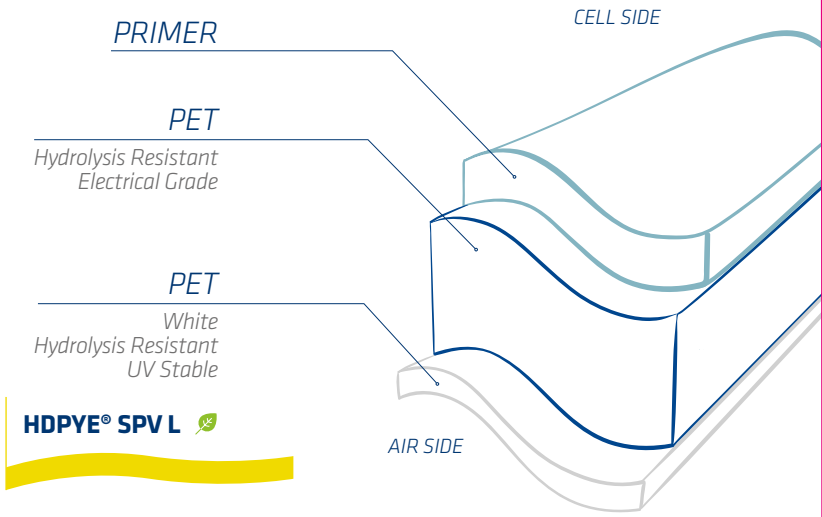 CELL SIDE
PRIMER
PET
Hydrolysis Resistant
Electrical Grade
PET
White
Hydrolysis Resistant
UV Stable
HDPYE® SPV L
AIR SIDE